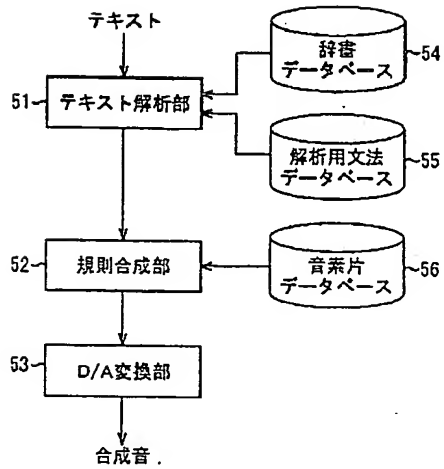 テキスト
辞書
データベース
54
51
テキスト解析部
解析用文法
データベース
55
52
規則合成部
音素片
データベース
56
53
D/A変換部
合成音